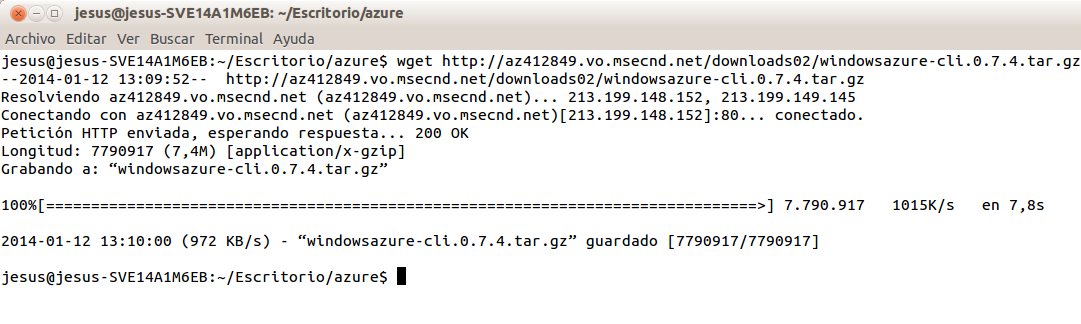 jesus@jesus-SVE14A1M6EB: ~/Escritorio/azure
Archivo Editar Ver Buscar Terminal Ayuda
jesus@jesus-SVE14A1M6EB:~/Escritorio/azure$ wget http://az412849.vo.msecnd.net/downloads02/windowsazure-cli.0.7.4.tar.gz
--2014-01-12 13:09:52--  http://az412849.vo.msecnd.net/downloads02/windowsazure-cli.0.7.4.tar.gz
Resolviendo az412849.vo.msecnd.net (az412849.vo.msecnd.net)... 213.199.148.152, 213.199.149.145
Conectando con az412849.vo.msecnd.net (az412849.vo.msecnd.net)[213.199.148.152]:80... conectado.
Petición HTTP enviada, esperando respuesta... 200 OK
Longitud: 7790917 (7,4M) [application/x-gzip]
Grabando a: “windowsazure-cli.0.7.4.tar.gz”
100%[===============================================================================>] 7.790.917   1015K/s   en 7,8s
2014-01-12 13:10:00 (972 KB/s) - “windowsazure-cli.0.7.4.tar.gz” guardado [7790917/7790917]
jesus@jesus-SVE14A1M6EB:~/Escritorio/azure$